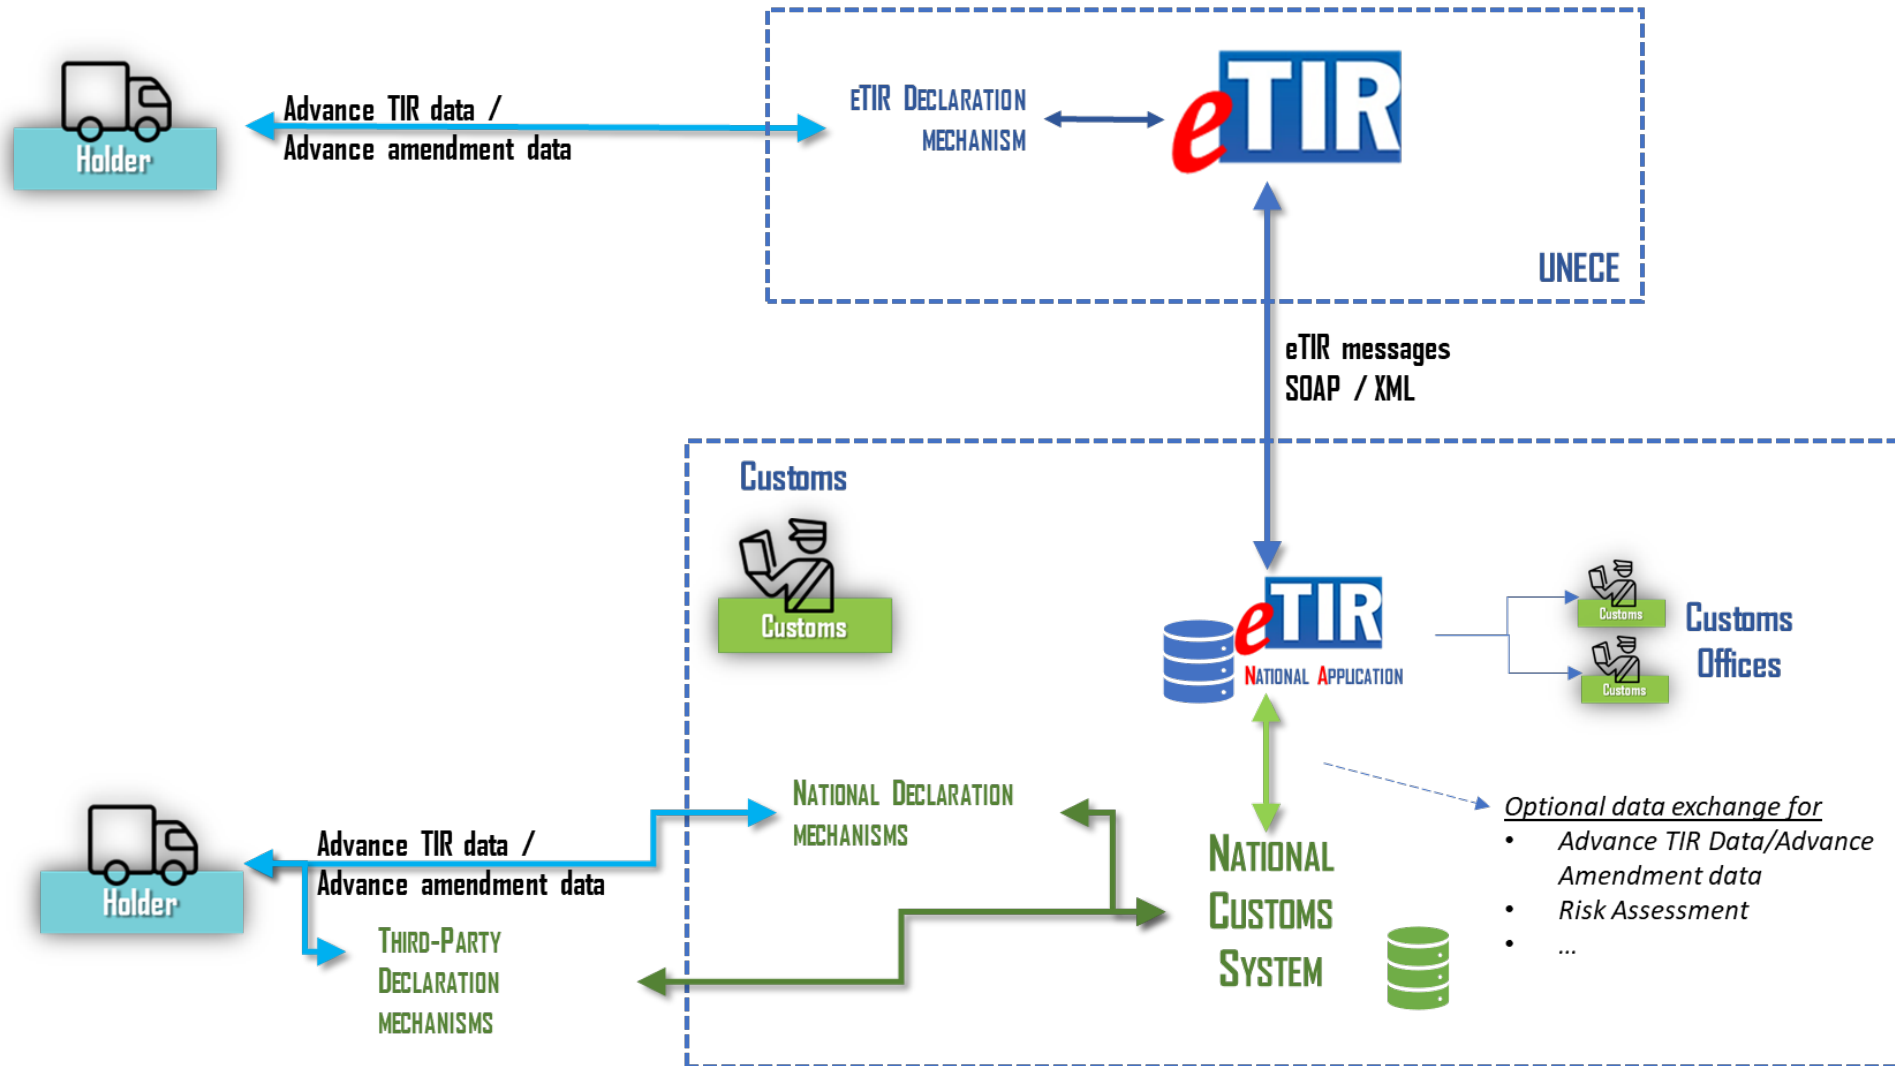 Advance TIR data /
Advance amendment data
Holder
eTIR DECLARATION
MECHANISM
eTIR
UNECE
eTIR messages
SOAP / XML
Customs
Customs
eTIR
NATIONAL APPLICATION
Customs
Customs
Customs
Offices
NATIONAL DECLARATION
MECHANISMS
Optional data exchange for
• Advance TIR Data/Advance
Amendment data
• Risk Assessment
• ...
NATIONAL
CUSTOMS
SYSTEM
Advance TIR data /
Advance amendment data
Holder
THIRD-PARTY
DECLARATION
MECHANISMS